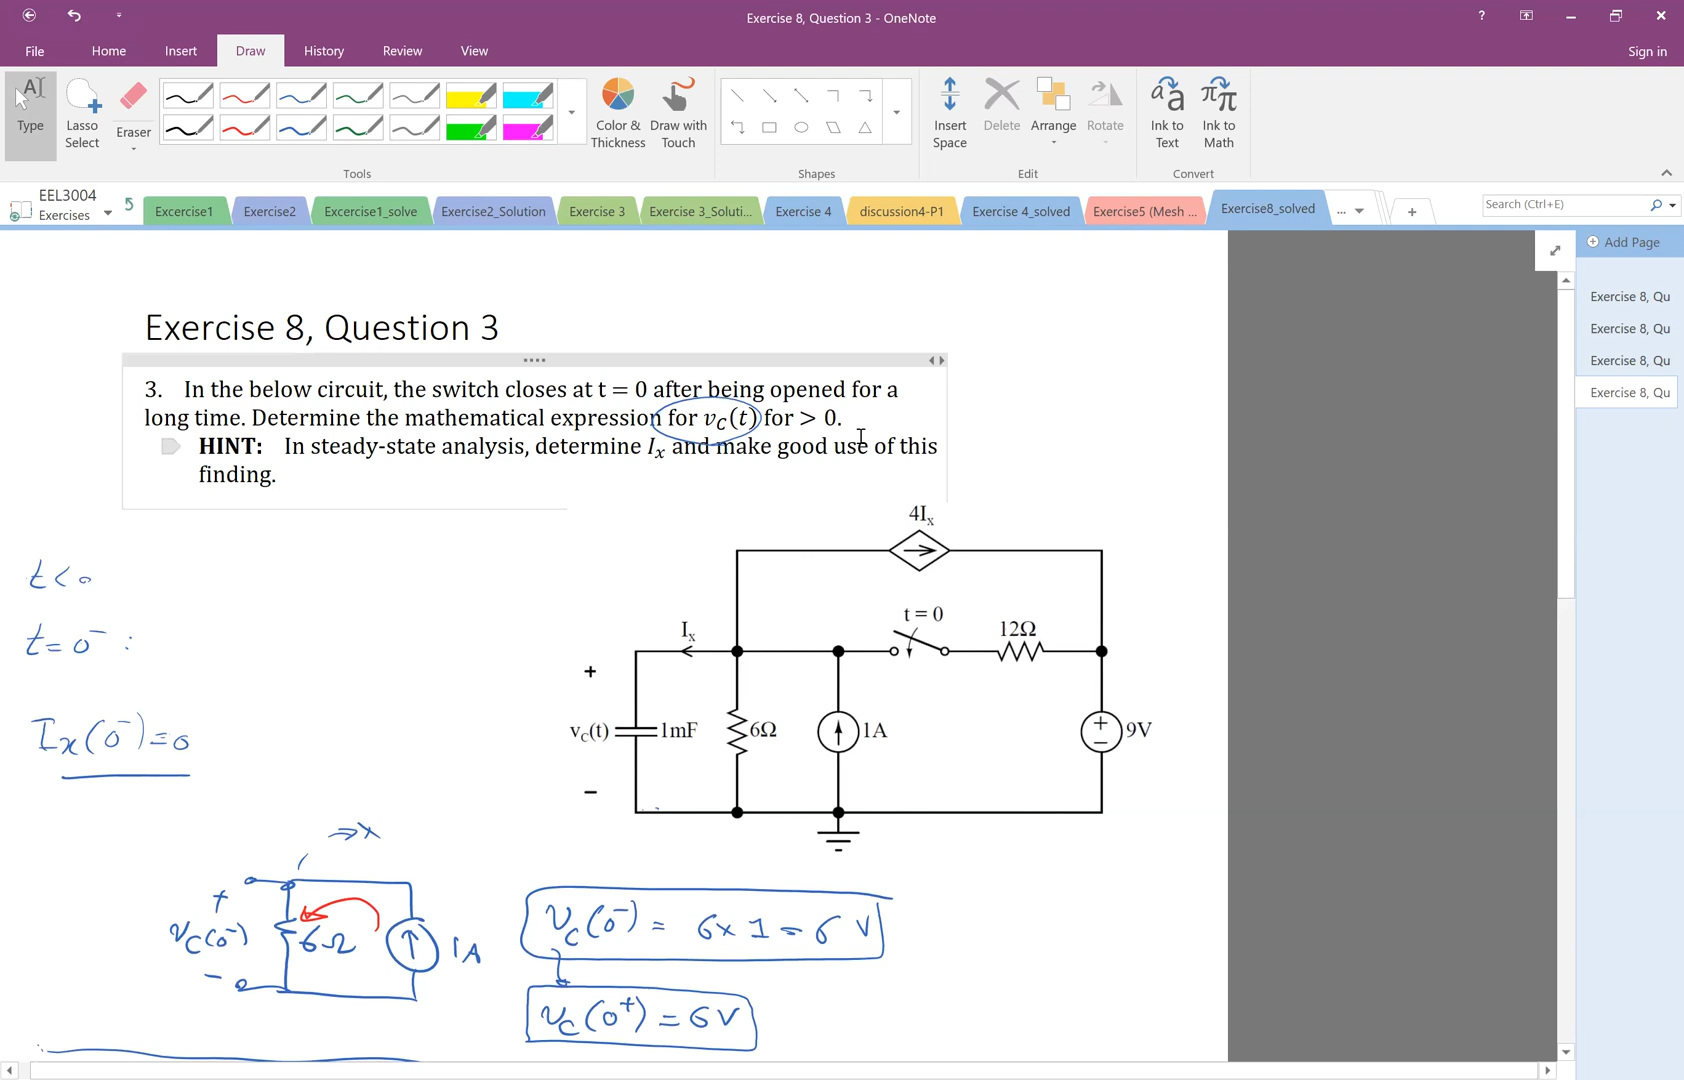 Exercise 8, Question 3 - OneNote
?
File Home Insert Draw History Review View Sign in
Type
Lasso Select
Eraser
Color & Thickness
Draw with Touch
Insert Space
Delete
Arrange
Rotate
Ink to Text
Ink to Math
Tools Shapes Edit Convert
EEL3004
Exercises
Excercise1 Exercise2 Excercise1_solve Exercise2_Solution Exercise 3 Exercise 3_Soluti... Exercise 4 discussion4-P1 Exercise 4_solved Exercise5 (Mesh ... Exercise8_solved ... +
Search (Ctrl+E)
Add Page
Exercise 8, Qu
Exercise 8, Qu
Exercise 8, Qu
Exercise 8, Qu
Exercise 8, Question 3
3. In the below circuit, the switch closes at t = 0 after being opened for a
long time. Determine the mathematical expression for v_C(t) for > 0.
HINT: In steady-state analysis, determine I_x and make good use of this
finding.
4I_x
t = 0
12Ω
I_x
+
v_C(t)
−
1mF
6Ω
1A
+
−
9V
t < 0
t = 0⁻ :
I_x(0⁻) = 0
⇒ x
+
v_C(0⁻)
−
6Ω
1A
v_C(0⁻) = 6 x 1 = 6 V
v_C(0⁺) = 6V